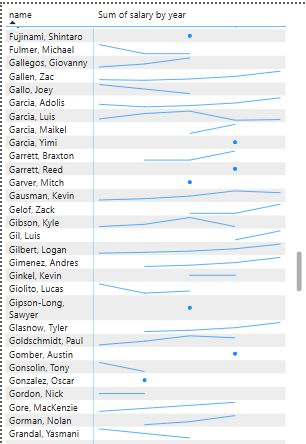 name
Sum of salary by year
Fujinami, Shintaro
Fulmer, Michael
Gallegos, Giovanny
Gallen, Zac
Gallo, Joey
Garcia, Adolis
Garcia, Luis
Garcia, Maikel
Garcia, Yimi
Garrett, Braxton
Garrett, Reed
Garver, Mitch
Gausman, Kevin
Gelof, Zack
Gibson, Kyle
Gil, Luis
Gilbert, Logan
Gimenez, Andres
Ginkel, Kevin
Giolito, Lucas
Gipson-Long,
Sawyer
Glasnow, Tyler
Goldschmidt, Paul
Gomber, Austin
Gonsolin, Tony
Gonzalez, Oscar
Gordon, Nick
Gore, MacKenzie
Gorman, Nolan
Grandal, Yasmani